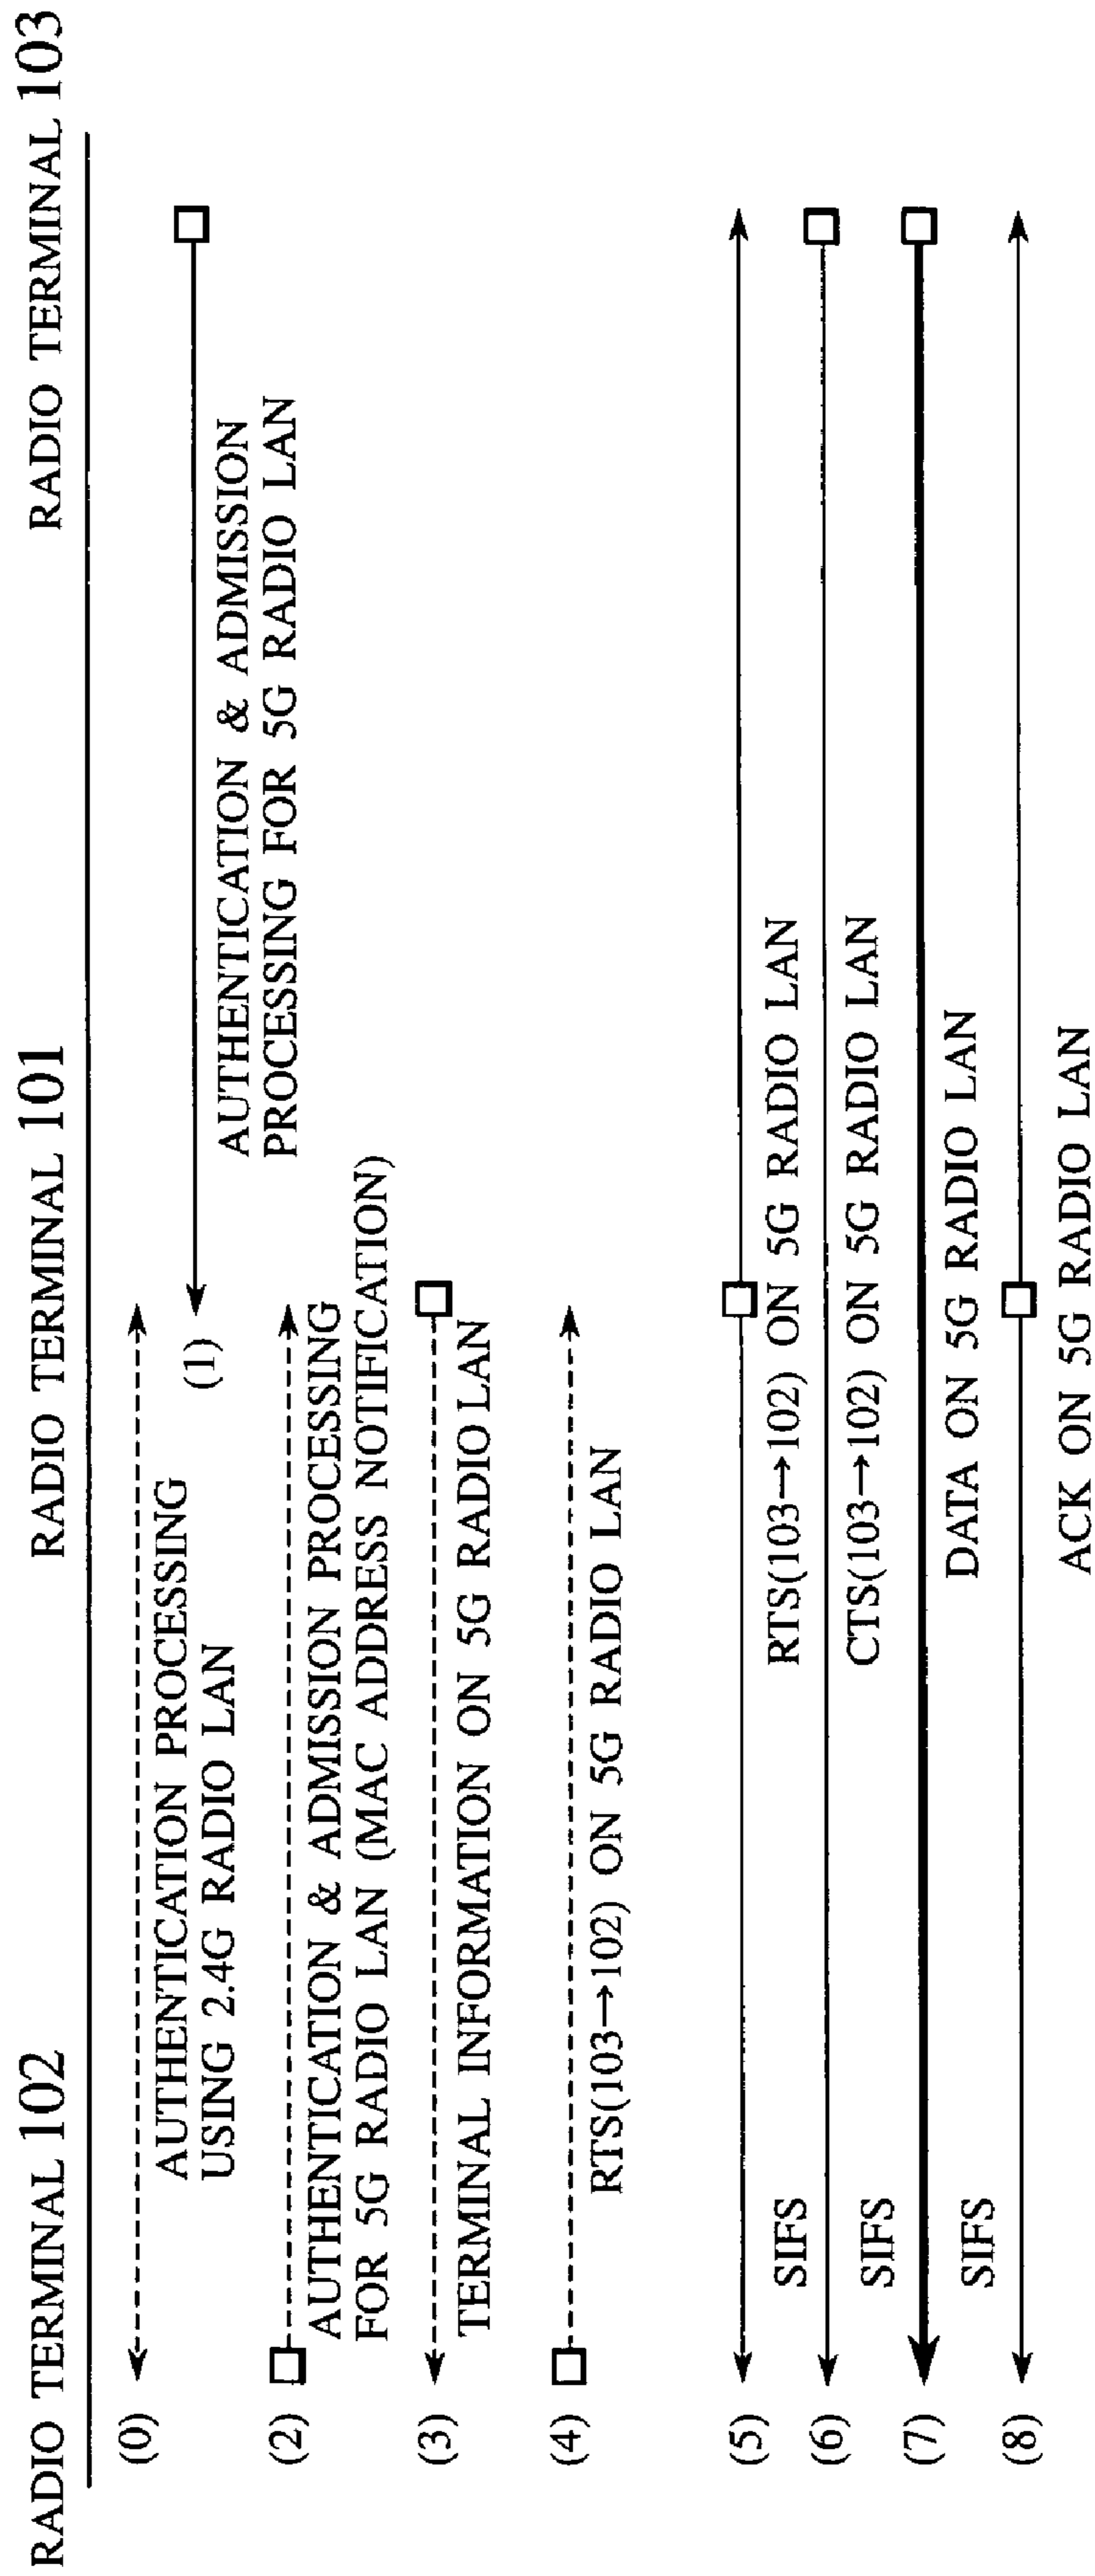 RADIO TERMINAL 102
RADIO TERMINAL 101
RADIO TERMINAL 103
(0)
AUTHENTICATION PROCESSING
USING 2.4G RADIO LAN
(1)
AUTHENTICATION & ADMISSION
PROCESSING FOR 5G RADIO LAN
(2)
AUTHENTICATION & ADMISSION PROCESSING
FOR 5G RADIO LAN (MAC ADDRESS NOTIFICATION)
(3)
TERMINAL INFORMATION ON 5G RADIO LAN
(4)
RTS(103→102) ON 5G RADIO LAN
(5)
SIFS
RTS(103→102) ON 5G RADIO LAN
(6)
SIFS
CTS(103→102) ON 5G RADIO LAN
(7)
SIFS
DATA ON 5G RADIO LAN
(8)
ACK ON 5G RADIO LAN